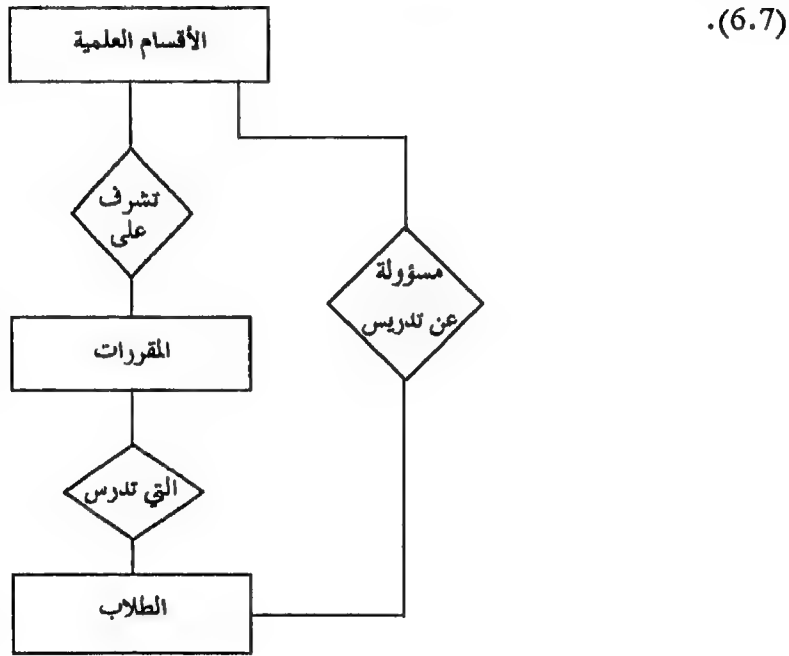 .(6.7)
الأقسام العلمية
تشرف
على
مسؤولة
عن تدريس
المقررات
التي تدرس
الطلاب